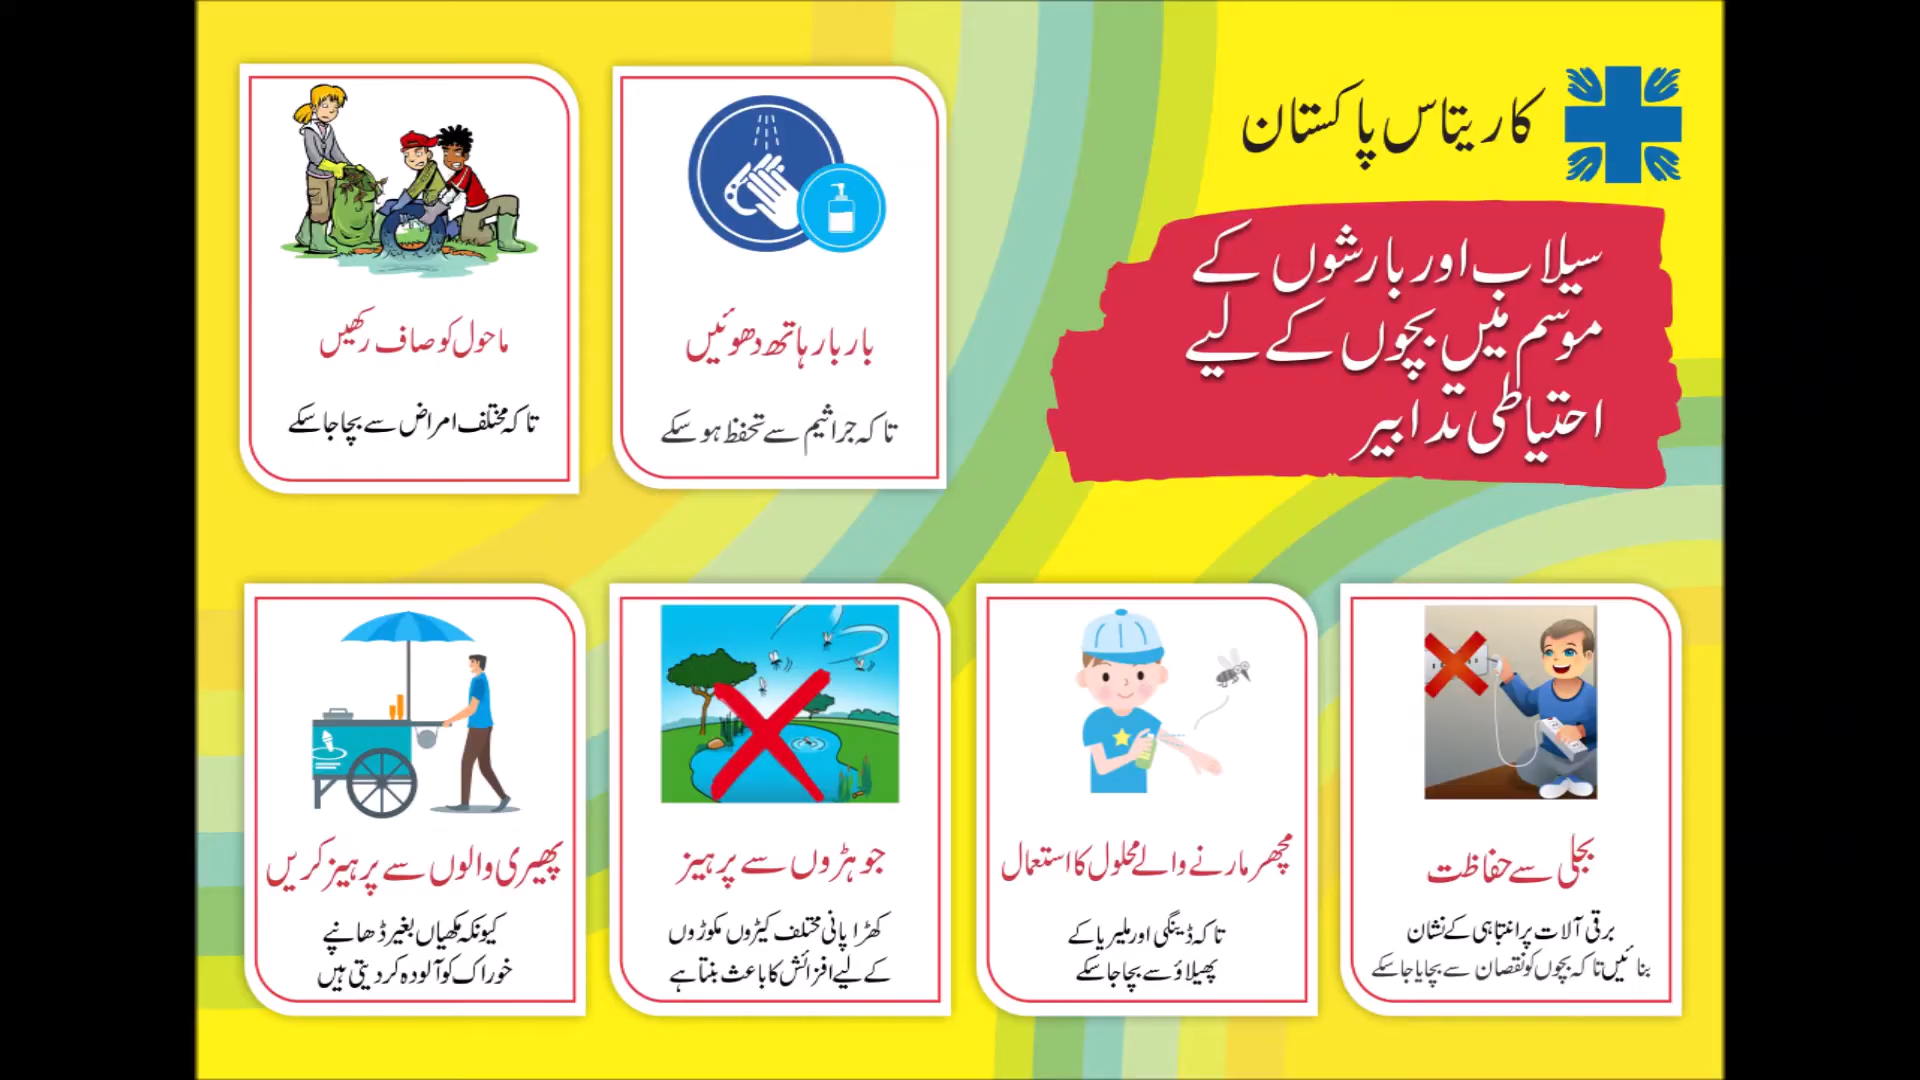 کاریتاس پاکستان
سیلاب اور بارشوں کے
موسم میں بچوں کے لیے
احتیاطی تدابیر
بار بار ہاتھ دھوئیں
تاکہ جراثیم سے تحفظ ہو سکے
ماحول کو صاف رکھیں
تاکہ مختلف امراض سے بچا جا سکے
بجلی سے حفاظت
برقی آلات پر انتباہی کے نشان
بنائیں تاکہ بچوں کو نقصان سے بچایا جا سکے
مچھر مارنے والے محلول کا استعمال
تاکہ ڈینگی اور ملیریا کے
پھیلاؤ سے بچا جا سکے
جوہڑوں سے پرہیز
کھڑا پانی مختلف کیڑوں مکوڑوں
کے لیے افزائش کا باعث بنتا ہے
پھیری والوں سے پرہیز کریں
کیونکہ مکھیاں بغیر ڈھانپے
خوراک کو آلودہ کر دیتی ہیں